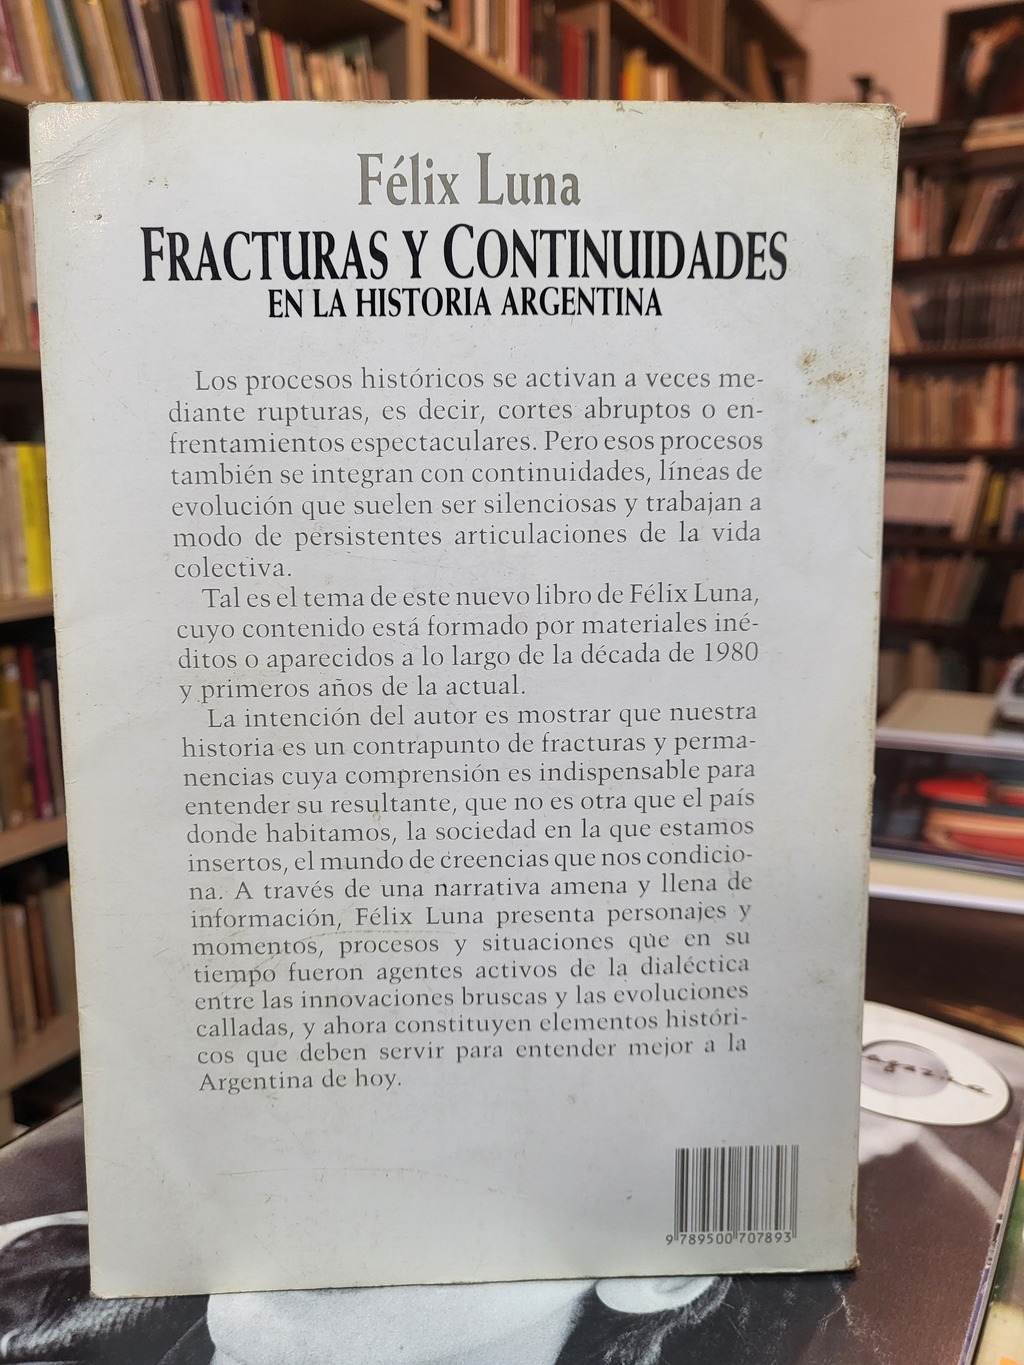 Félix Luna
FRACTURAS Y CONTINUIDADES
EN LA HISTORIA ARGENTINA
Los procesos históricos se activan a veces me-
diante rupturas, es decir, cortes abruptos o en-
frentamientos espectaculares. Pero esos procesos
también se integran con continuidades, líneas de
evolución que suelen ser silenciosas y trabajan a
modo de persistentes articulaciones de la vida
colectiva.
Tal es el tema de este nuevo libro de Félix Luna,
cuyo contenido está formado por materiales iné-
ditos o aparecidos a lo largo de la década de 1980
y primeros años de la actual.
La intención del autor es mostrar que nuestra
historia es un contrapunto de fracturas y perma-
nencias cuya comprensión es indispensable para
entender su resultante, que no es otra que el país
donde habitamos, la sociedad en la que estamos
insertos, el mundo de creencias que nos condicio-
na. A través de una narrativa amena y llena de
información, Félix Luna presenta personajes y
momentos, procesos y situaciones que en su
tiempo fueron agentes activos de la dialéctica
entre las innovaciones bruscas y las evoluciones
calladas, y ahora constituyen elementos históri-
cos que deben servir para entender mejor a la
Argentina de hoy.
9 789500 707893